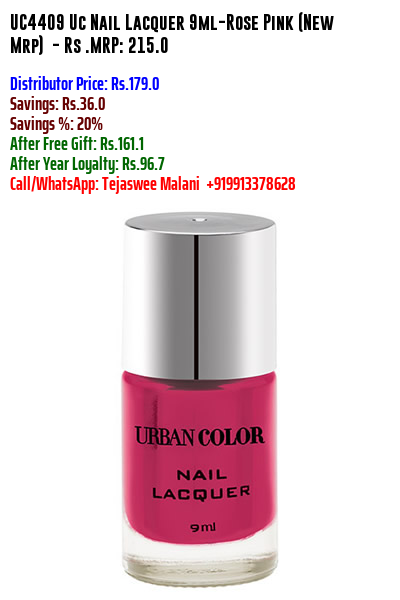 UC4409 Uc Nail Lacquer 9ml-Rose Pink (New
Mrp) - Rs .MRP: 215.0
Distributor Price: Rs.179.0
Savings: Rs.36.0
Savings %: 20%
After Free Gift: Rs.161.1
After Year Loyalty: Rs.96.7
Call/WhatsApp: Tejaswee Malani +919913378628
URBAN COLOR
NAIL
LACQUER
9ml